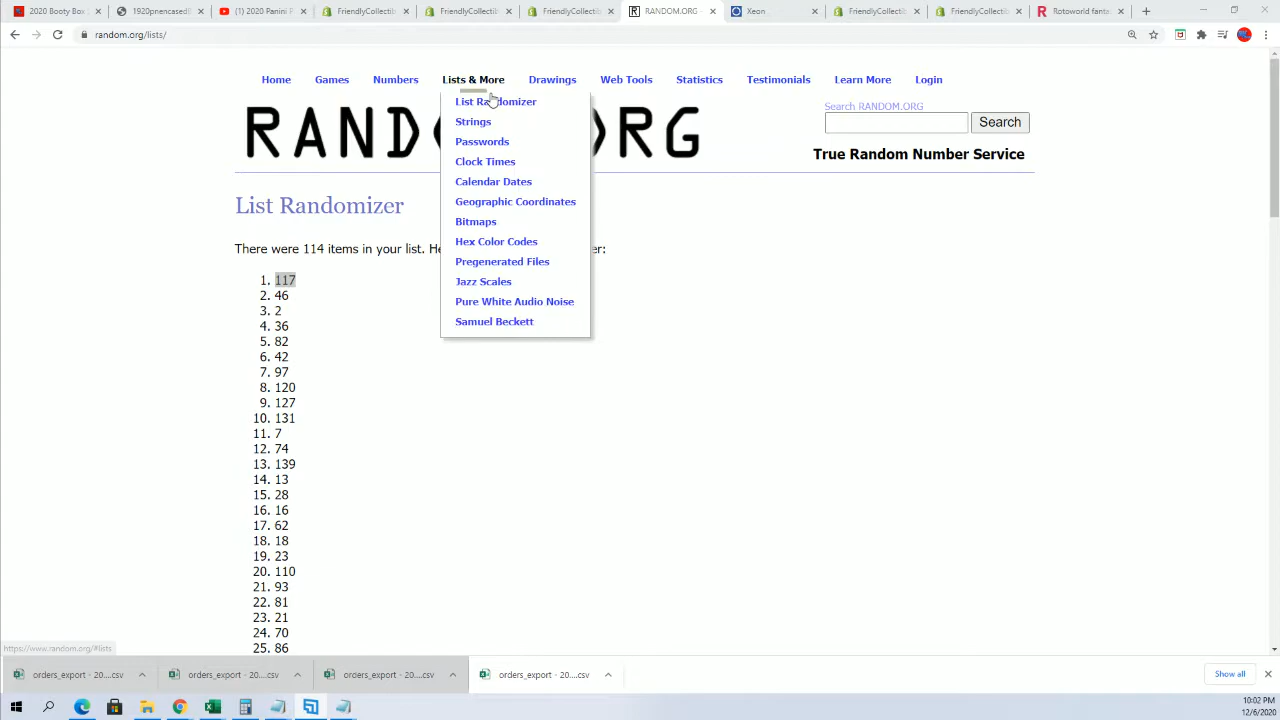 2020 Booty Box
1920pnencased
(1) 2020 Panini P
FriendlyCollectib
FriendlyCollectib
FriendlyCollectib
RANDOM.ORG
Xeon
FriendlyCollectib
FriendlyCollectib
Rotoworld fanta
random.org/lists/
Home Games Numbers Lists & More Drawings Web Tools Statistics Testimonials Learn More Login
List Randomizer
Strings
Passwords
Clock Times
Calendar Dates
Geographic Coordinates
Bitmaps
Hex Color Codes
Pregenerated Files
Jazz Scales
Pure White Audio Noise
Samuel Beckett
Search RANDOM.ORG
Search
True Random Number Service
List Randomizer
There were 114 items in your list. He er:
1. 117
2. 46
3. 2
4. 36
5. 82
6. 42
7. 97
8. 120
9. 127
10. 131
11. 7
12. 74
13. 139
14. 13
15. 28
16. 16
17. 62
18. 18
19. 23
20. 110
21. 93
22. 81
23. 21
24. 70
25. 86
https://www.random.org/#lists
orders_export - 20....csv
orders_export - 20....csv
orders_export - 20....csv
orders_export - 20....csv
Show all
10:02 PM
12/6/2020